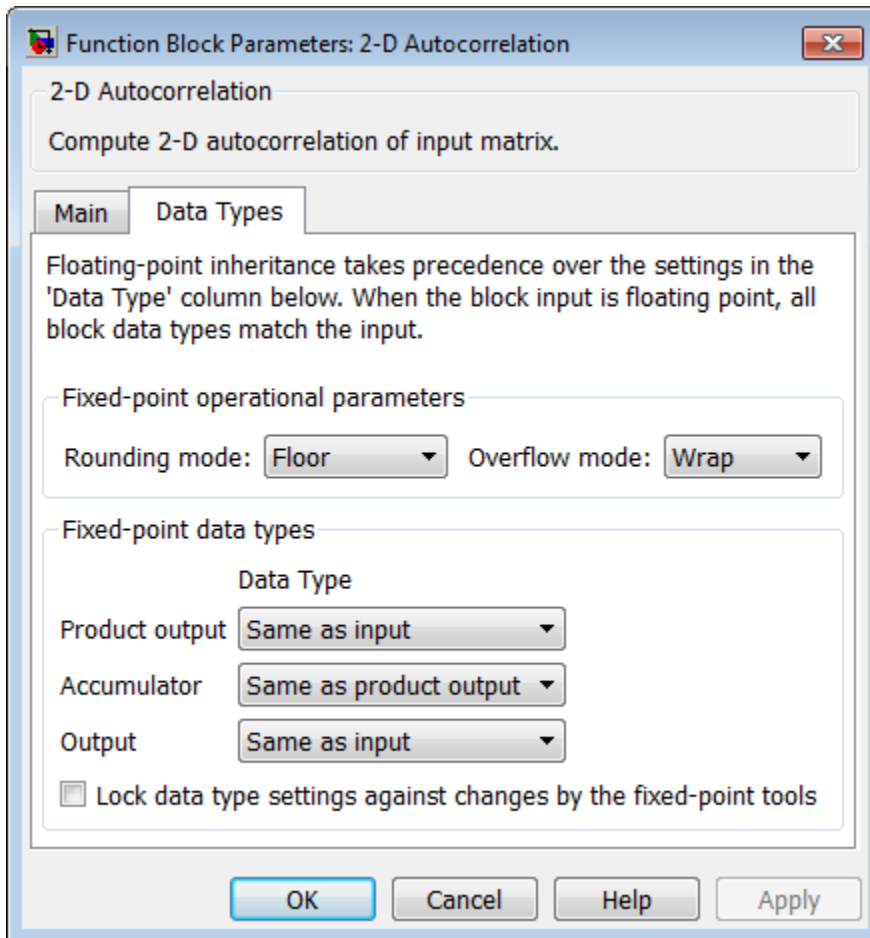 Function Block Parameters: 2-D Autocorrelation
2-D Autocorrelation
Compute 2-D autocorrelation of input matrix.
Main Data Types
Floating-point inheritance takes precedence over the settings in the
'Data Type' column below. When the block input is floating point, all
block data types match the input.
Fixed-point operational parameters
Rounding mode: Floor Overflow mode: Wrap
Fixed-point data types
Data Type
Product output Same as input
Accumulator Same as product output
Output Same as input
Lock data type settings against changes by the fixed-point tools
OK Cancel Help Apply